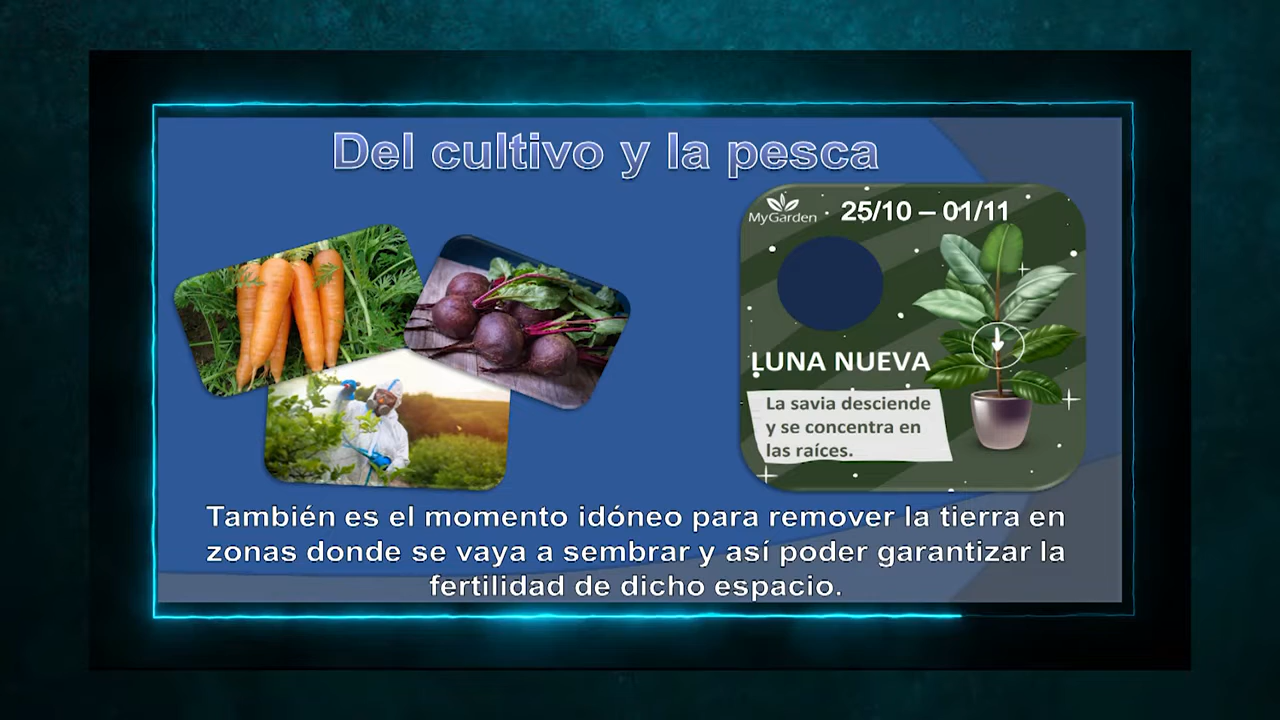 Del cultivo y la pesca
MyGarden
25/10 – 01/11
LUNA NUEVA
La savia desciende
y se concentra en
las raíces.
También es el momento idóneo para remover la tierra en
zonas donde se vaya a sembrar y así poder garantizar la
fertilidad de dicho espacio.